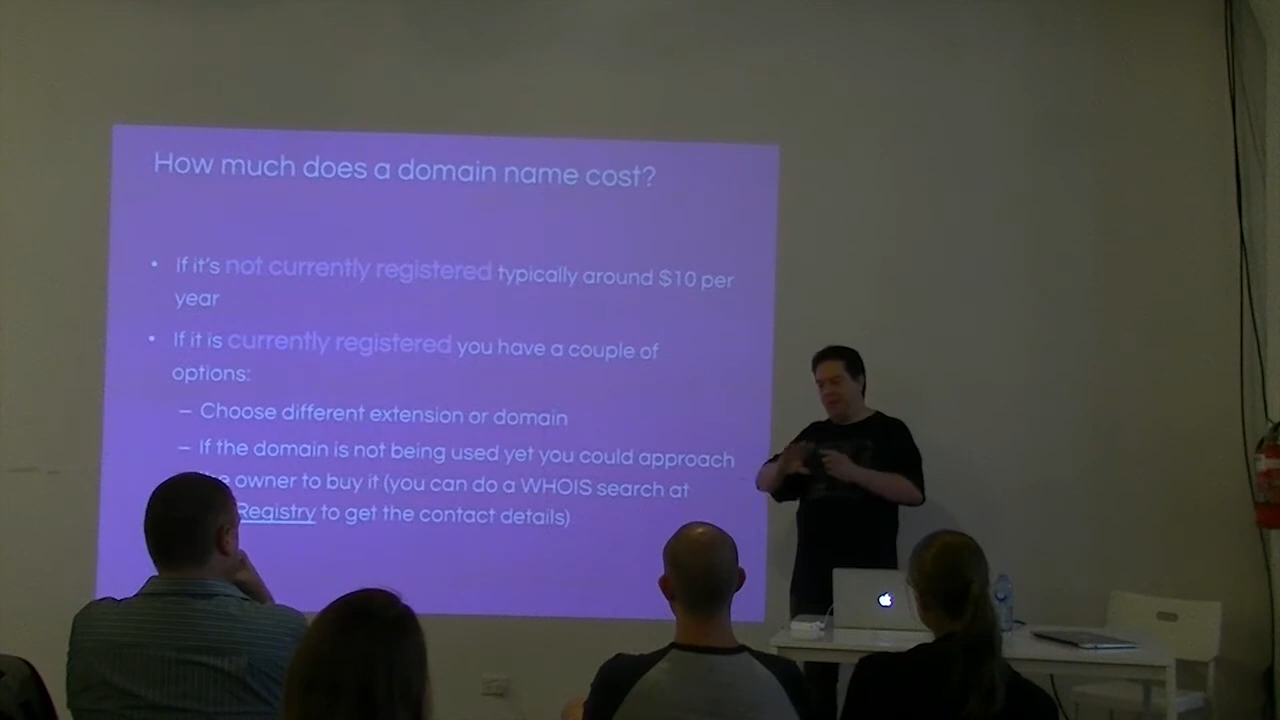 How much does a domain name cost?
• If it's not currently registered typically around $10 per
year
• If it is currently registered you have a couple of
options:
– Choose different extension or domain
– If the domain is not being used yet you could approach
owner to buy it (you can do a WHOIS search at
Registry to get the contact details)